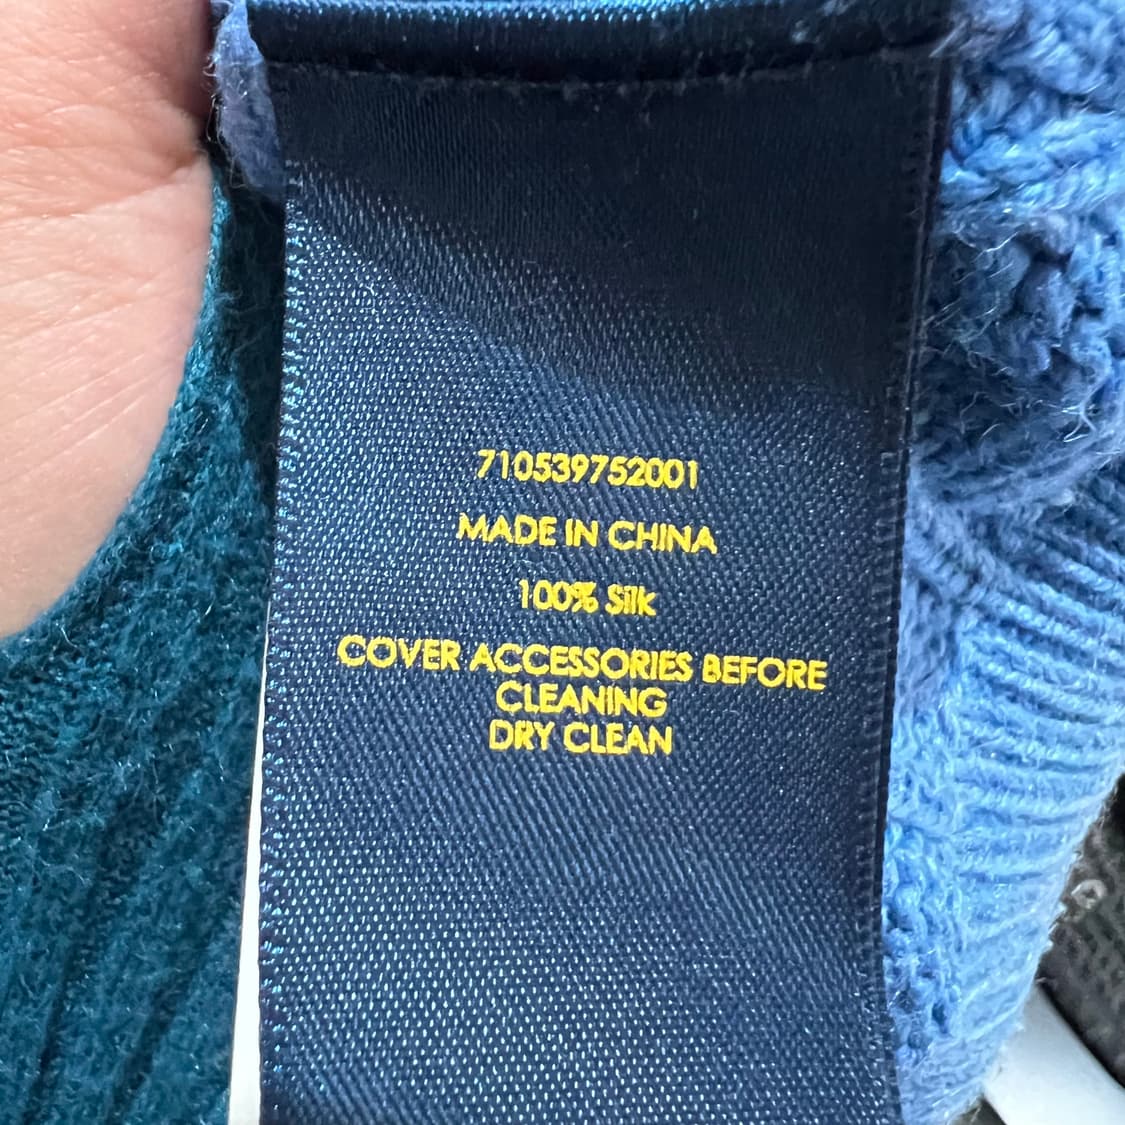 710539752001
MADE IN CHINA
100% Silk
COVER ACCESSORIES BEFORE
CLEANING
DRY CLEAN